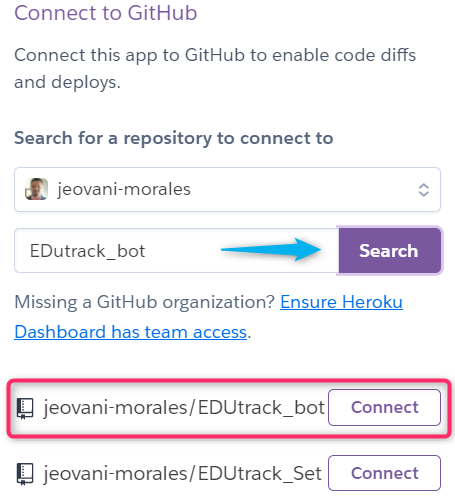 Connect to GitHub
Connect this app to GitHub to enable code diffs
and deploys.
Search for a repository to connect to
jeovani-morales
EDutrack_bot Search
Missing a GitHub organization? Ensure Heroku
Dashboard has team access.
jeovani-morales/EDUtrack_bot Connect
jeovani-morales/EDUtrack_Set Connect